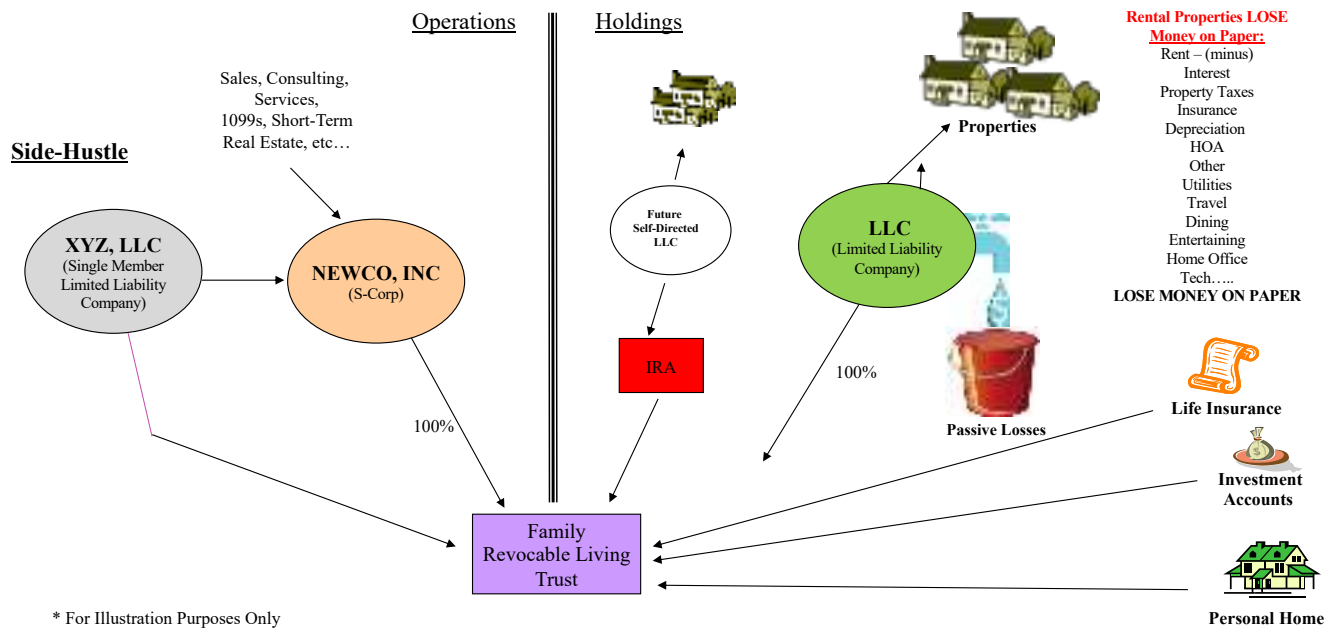 Operations
Holdings
Rental Properties LOSE
Money on Paper:
Rent – (minus)
Interest
Property Taxes
Insurance
Depreciation
HOA
Other
Utilities
Travel
Dining
Entertaining
Home Office
Tech…..
LOSE MONEY ON PAPER
Sales, Consulting,
Services,
1099s, Short-Term
Real Estate, etc…
Side-Hustle
Properties
XYZ, LLC
(Single Member
Limited Liability
Company)
NEWCO, INC
(S-Corp)
Future
Self-Directed
LLC
LLC
(Limited Liability
Company)
IRA
100%
100%
Passive Losses
Life Insurance
$
Investment
Accounts
Family
Revocable Living
Trust
Personal Home
* For Illustration Purposes Only